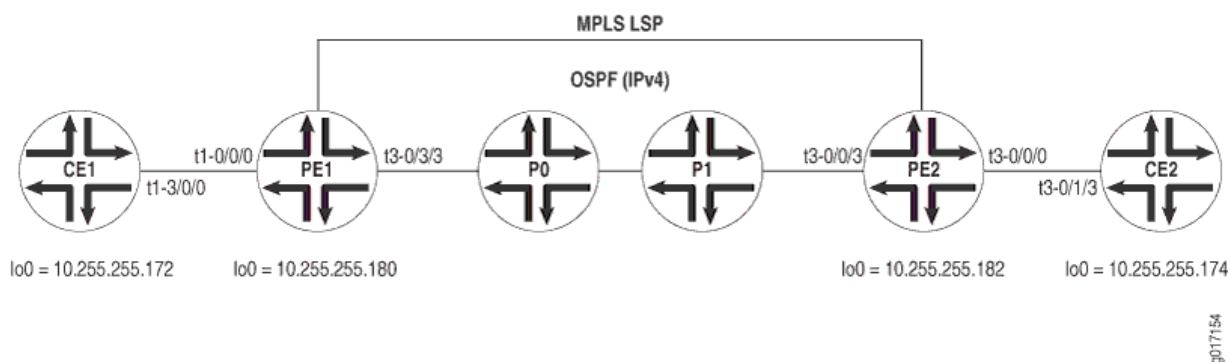 MPLS LSP
OSPF (IPv4)
t1-0/0/0
t3-0/3/3
t3-0/0/3
t3-0/0/0
CE1
PE1
P0
P1
PE2
CE2
t1-3/0/0
t3-0/1/3
lo0 = 10.255.255.172
lo0 = 10.255.255.180
lo0 = 10.255.255.182
lo0 = 10.255.255.174
g017154